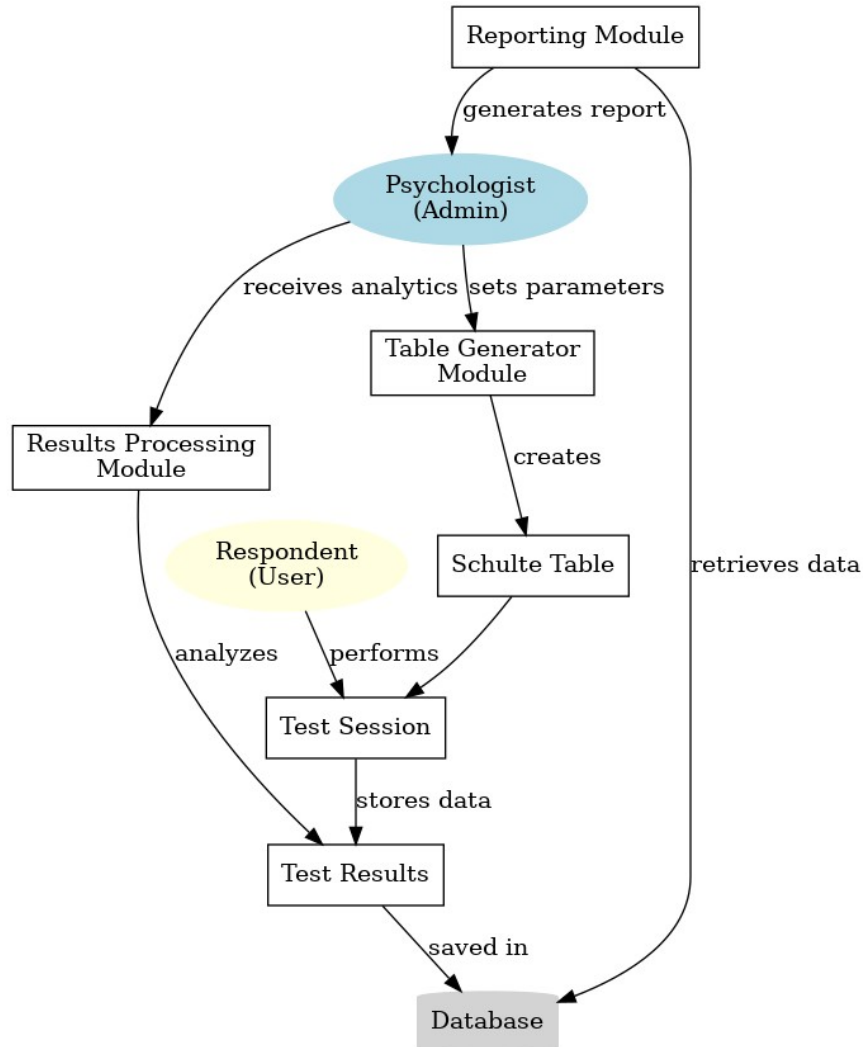 Reporting Module
generates report
Psychologist
(Admin)
receives analytics
sets parameters
Table Generator
Module
Results Processing
Module
creates
Respondent
(User)
Schulte Table
retrieves data
analyzes
performs
Test Session
stores data
Test Results
saved in
Database